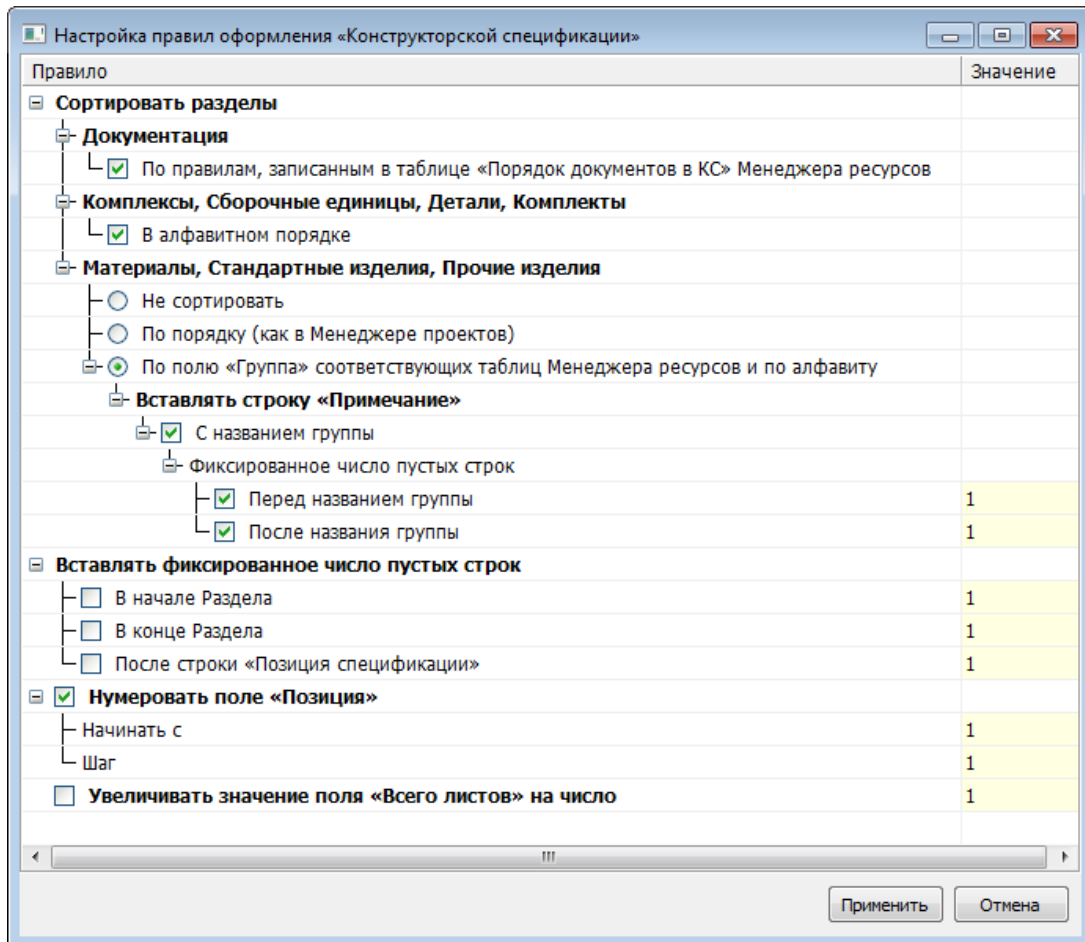 Настройка правил оформления «Конструкторской спецификации»
Правило Значение
Сортировать разделы
Документация
По правилам, записанным в таблице «Порядок документов в КС» Менеджера ресурсов
Комплексы, Сборочные единицы, Детали, Комплекты
В алфавитном порядке
Материалы, Стандартные изделия, Прочие изделия
Не сортировать
По порядку (как в Менеджере проектов)
По полю «Группа» соответствующих таблиц Менеджера ресурсов и по алфавиту
Вставлять строку «Примечание»
С названием группы
Фиксированное число пустых строк
Перед названием группы 1
После названия группы 1
Вставлять фиксированное число пустых строк
В начале Раздела 1
В конце Раздела 1
После строки «Позиция спецификации» 1
Нумеровать поле «Позиция»
Начинать с 1
Шаг 1
Увеличивать значение поля «Всего листов» на число 1
Применить Отмена